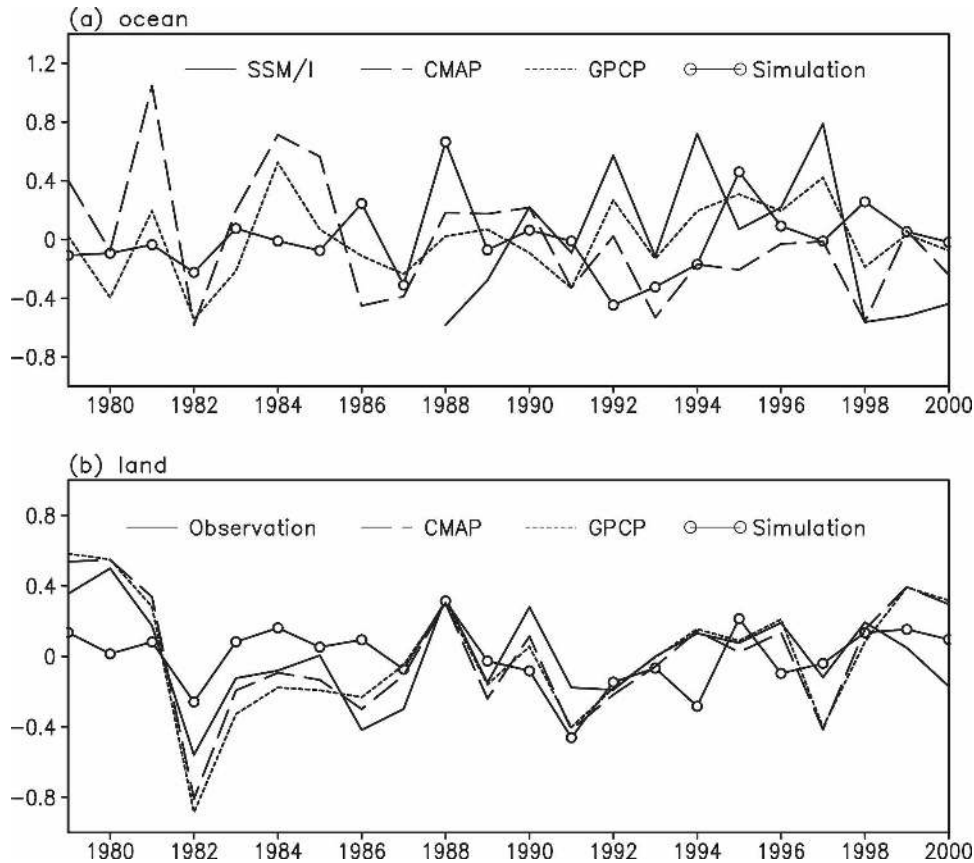 (a) ocean
SSM/I CMAP GPCP Simulation
1.2
0.8
0.4
0
−0.4
−0.8
1980 1982 1984 1986 1988 1990 1992 1994 1996 1998 2000
(b) land
Observation CMAP GPCP Simulation
0.8
0.4
0
−0.4
−0.8
1980 1982 1984 1986 1988 1990 1992 1994 1996 1998 2000